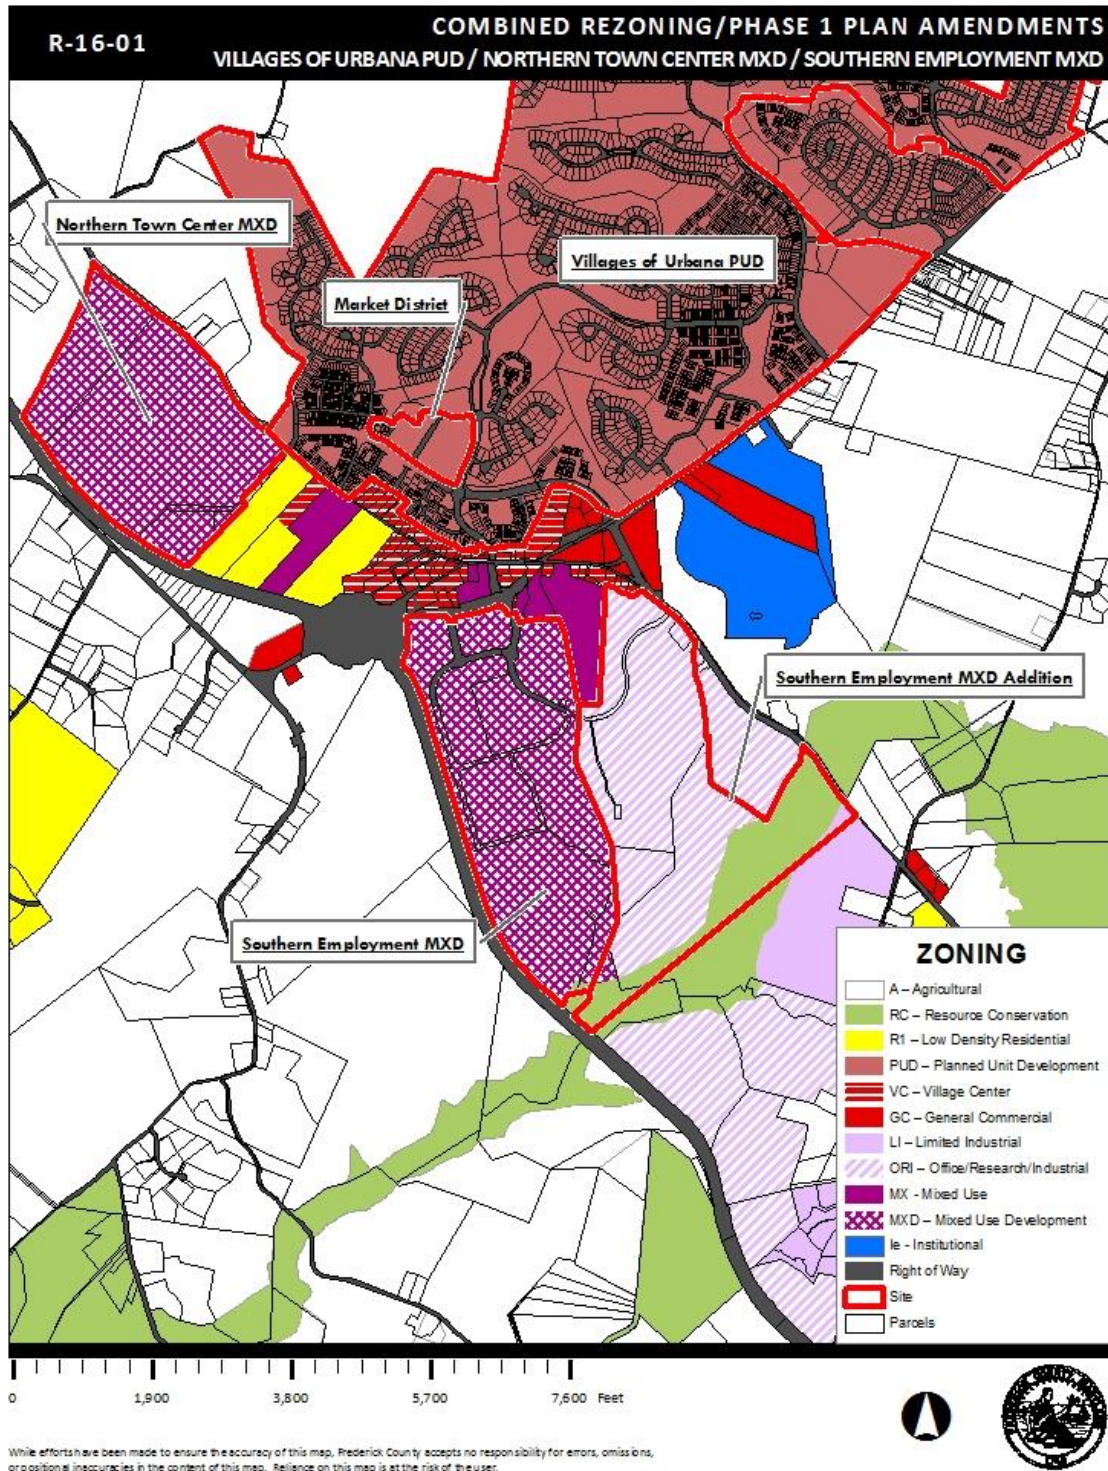 R-16-01
COMBINED REZONING/PHASE 1 PLAN AMENDMENTS
VILLAGES OF URBANA PUD / NORTHERN TOWN CENTER MXD / SOUTHERN EMPLOYMENT MXD
Northern Town Center MXD
Villages of Urbana PUD
Market District
Southern Employment MXD Addition
Southern Employment MXD
ZONING
A – Agricultural
RC – Resource Conservation
R1 – Low Density Residential
PUD – Planned Unit Development
VC – Village Center
GC – General Commercial
LI – Limited Industrial
ORI – Office/Research/Industrial
MX - Mixed Use
MXD – Mixed Use Development
Ie - Institutional
Right of Way
Site
Parcels
0 1,900 3,800 5,700 7,600 Feet
While efforts have been made to ensure the accuracy of this map, Frederick County accepts no responsibility for errors, omissions,
or positional inaccuracies in the content of this map. Reliance on this map is at the risk of the user.